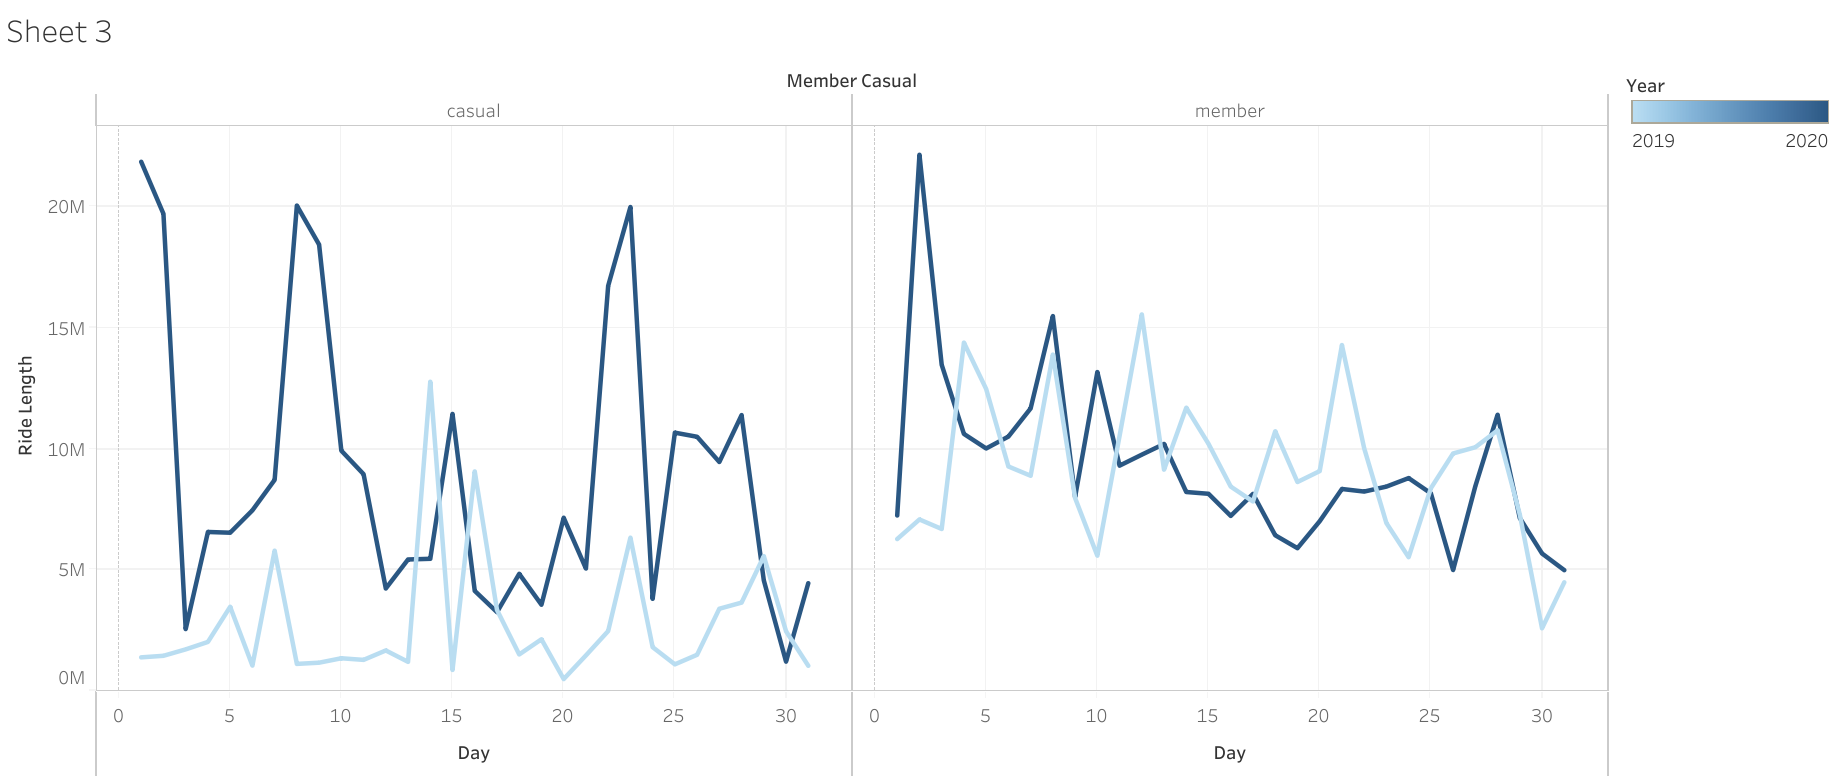 Sheet 3
Member Casual
casual
member
Year
2019 2020
Ride Length
20M
15M
10M
5M
0M
0 5 10 15 20 25 30
0 5 10 15 20 25 30
Day
Day